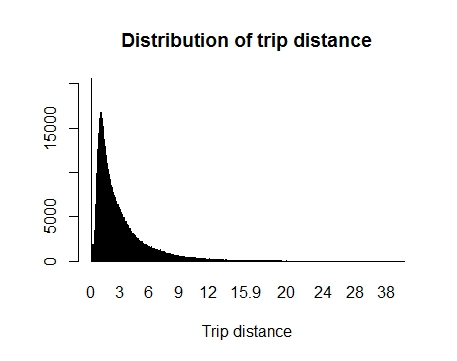 Distribution of trip distance
15000
5000
0
0 3 6 9 12 15.9 20 24 28 38
Trip distance